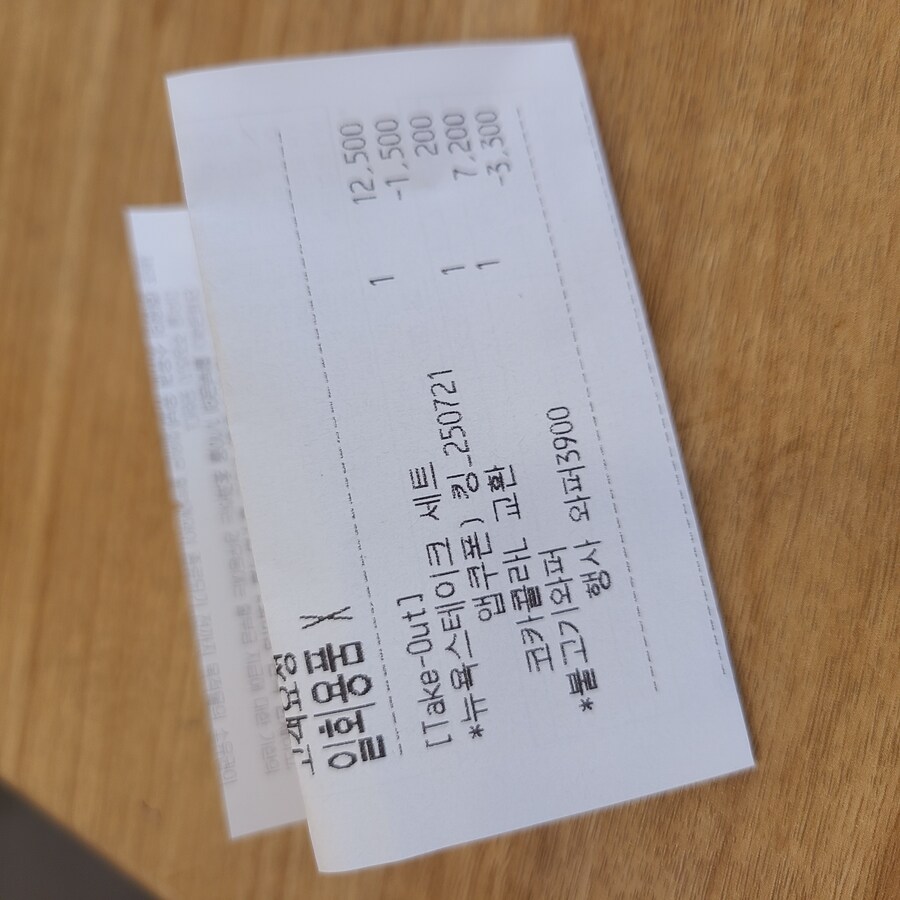 고객요청
일회용품 X
[Take-Out]
*뉴욕스테이크 세트 1 12,500
앱쿠폰) 킹_250721 -1,500
코카콜라L 교환 1 200
*불고기와퍼 1 7,200
행사 와퍼3900 -3,300